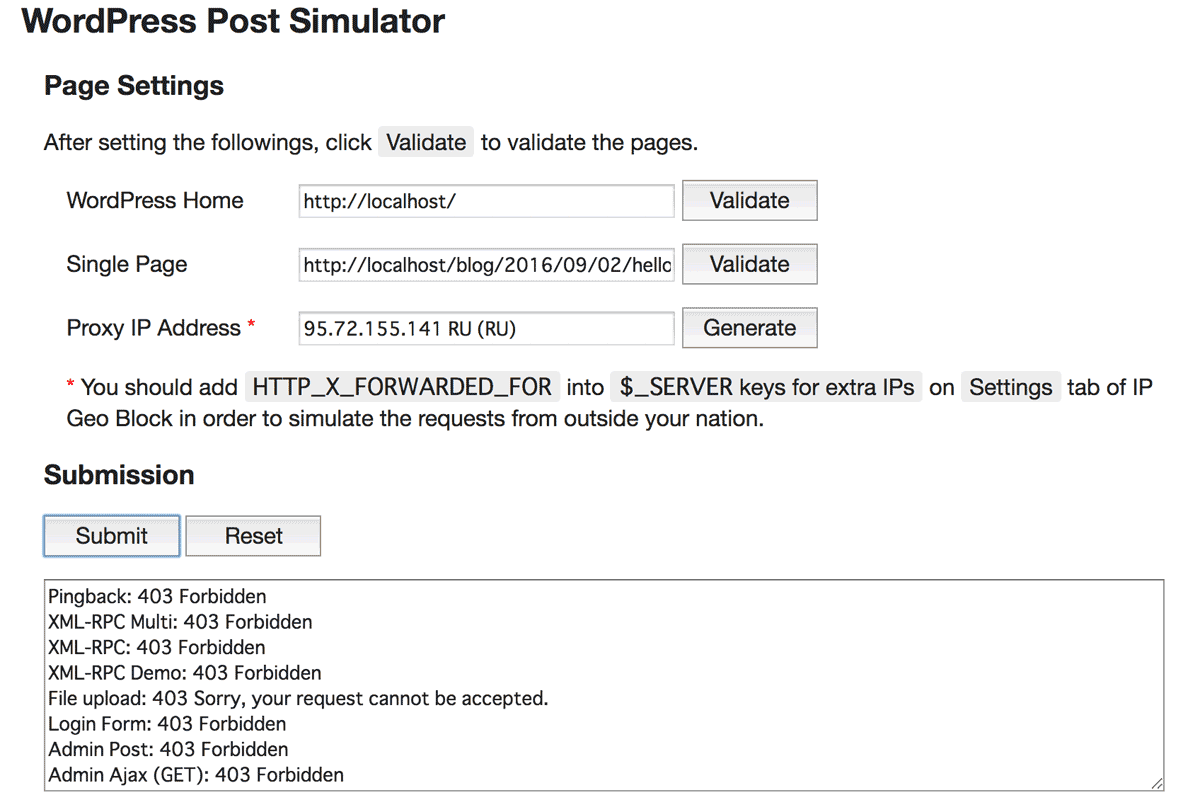 WordPress Post Simulator
Page Settings
After setting the followings, click Validate to validate the pages.
WordPress Home http://localhost/ Validate
Single Page http://localhost/blog/2016/09/02/hello Validate
Proxy IP Address * 95.72.155.141 RU (RU) Generate
* You should add HTTP_X_FORWARDED_FOR into $_SERVER keys for extra IPs on Settings tab of IP
Geo Block in order to simulate the requests from outside your nation.
Submission
Submit Reset
Pingback: 403 Forbidden
XML-RPC Multi: 403 Forbidden
XML-RPC: 403 Forbidden
XML-RPC Demo: 403 Forbidden
File upload: 403 Sorry, your request cannot be accepted.
Login Form: 403 Forbidden
Admin Post: 403 Forbidden
Admin Ajax (GET): 403 Forbidden